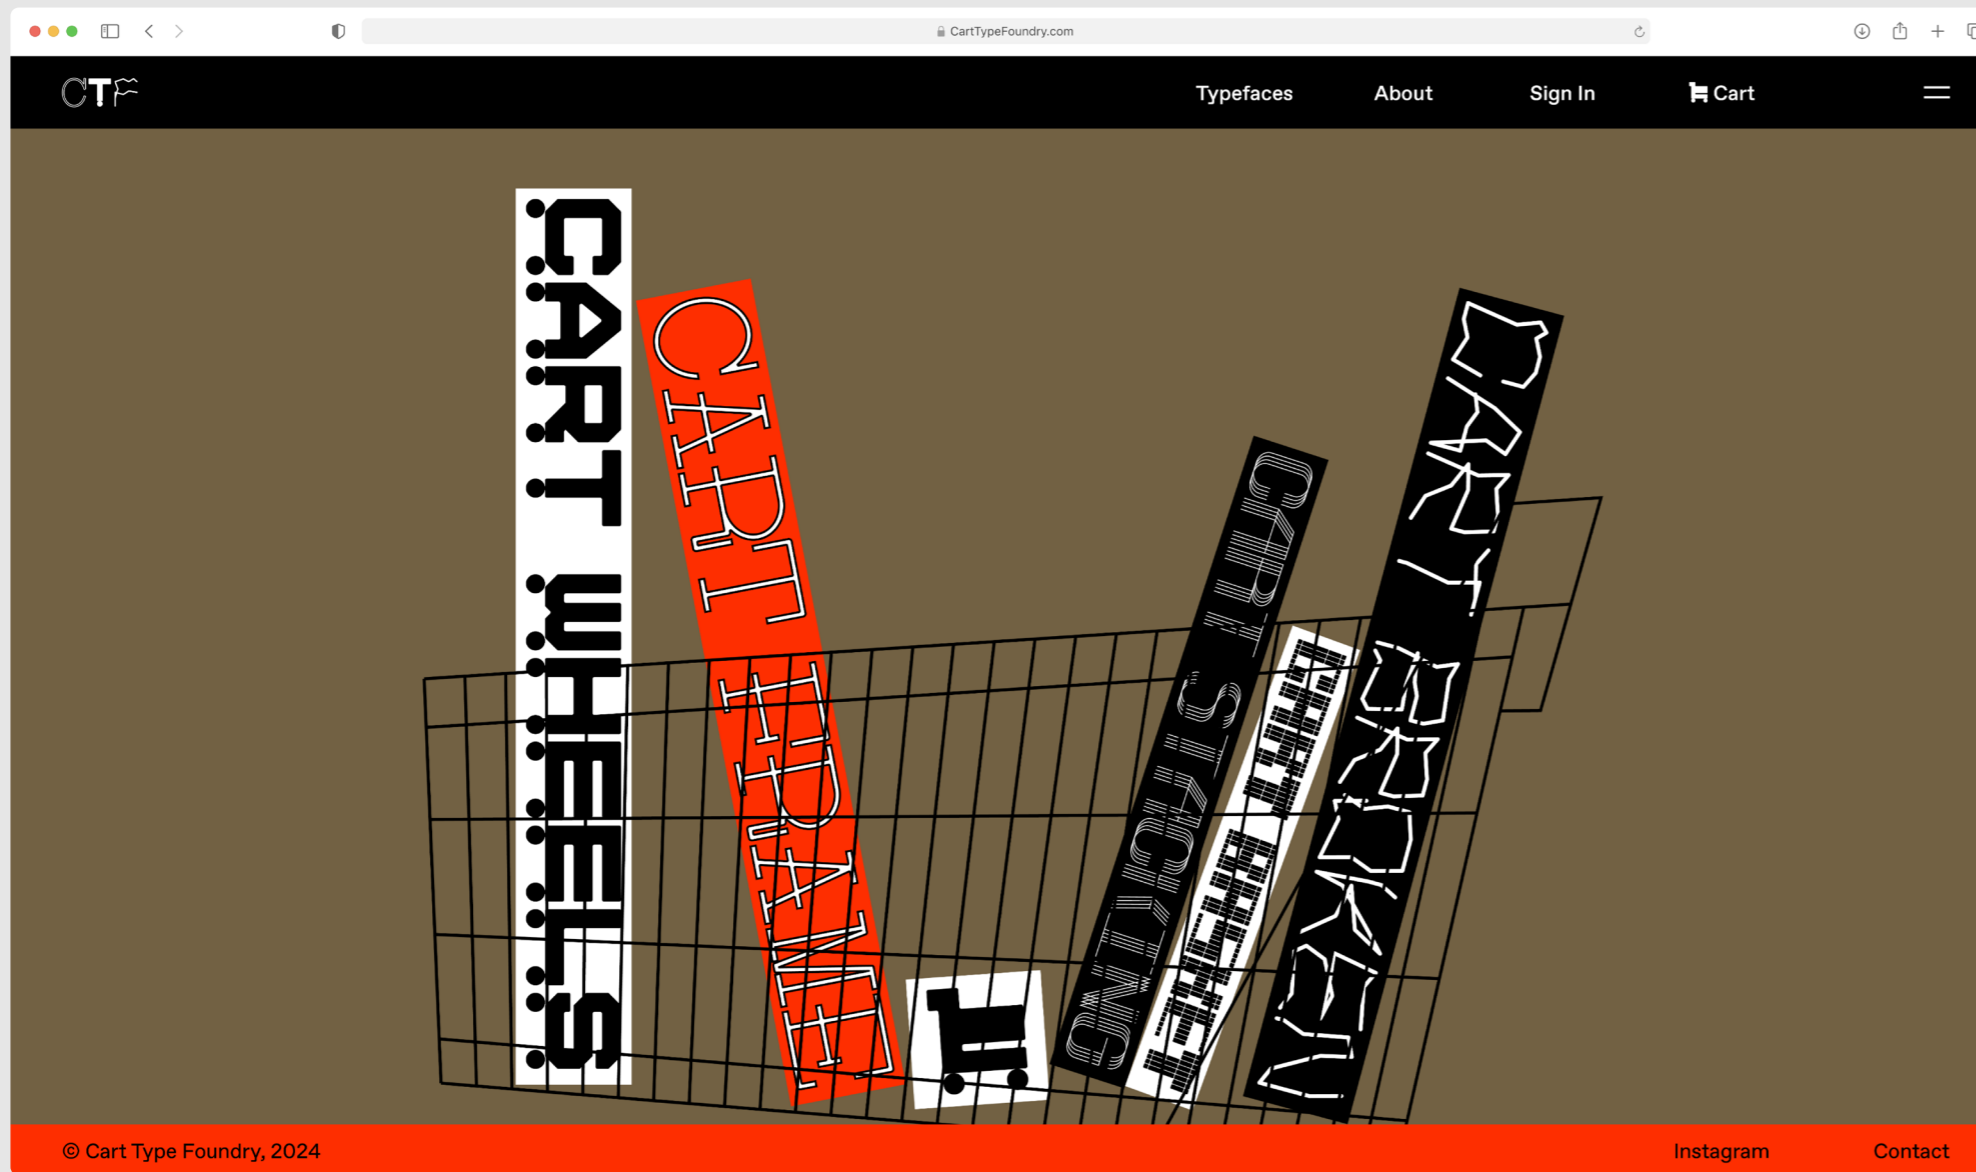 CartTypeFoundry.com
CTF
Typefaces
About
Sign In
Cart
CART WHEELS
CART FRAME
CART STACKING
CART BROKEN
© Cart Type Foundry, 2024
Instagram
Contact